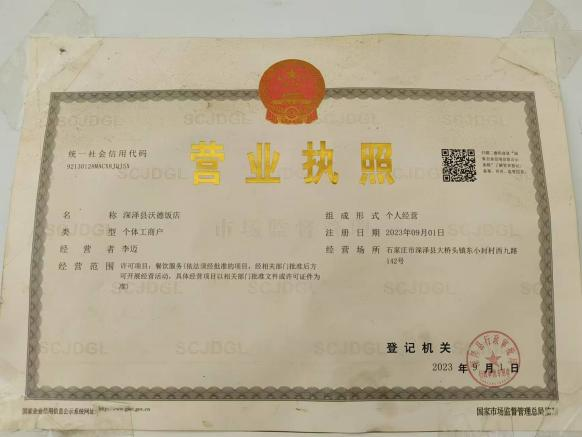 统一社会信用代码
92130128MACX8JQJ5X
营业执照
扫描二维码登录“国
家企业信用信息公示
系统”了解更多登记、
备案、许可、监管信息。
名称 深泽县沃德饭店
类型 个体工商户
经营者 李迈
经营范围 许可项目：餐饮服务(依法须经批准的项目，经相关部门批准后方
可开展经营活动，具体经营项目以相关部门批准文件或许可证件为
准)
组成形式 个人经营
注册日期 2023年09月01日
经营场所 石家庄市深泽县大桥头镇东小封村西九路
142号
市场监督
SCJDGL
登记机关
2023 年 9 月 1 日
国家企业信用信息公示系统网址: http://www.gsxt.gov.cn
国家市场监督管理总局监制